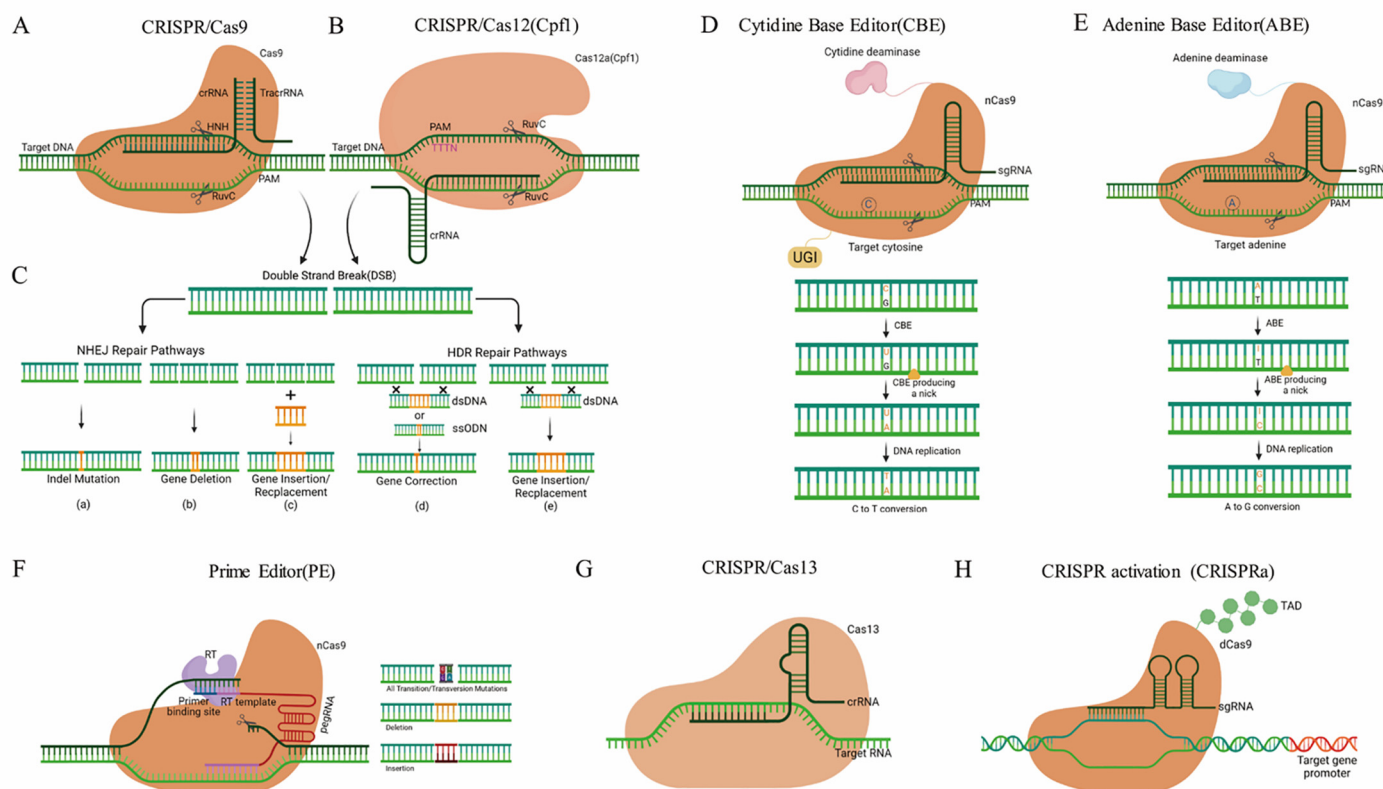 A
CRISPR/Cas9
Cas9
crRNA
TracrRNA
HNH
Target DNA
PAM
RuvC
B
CRISPR/Cas12(Cpf1)
Cas12a(Cpf1)
PAM
TTTN
RuvC
Target DNA
RuvC
crRNA
C
Double Strand Break(DSB)
NHEJ Repair Pathways
HDR Repair Pathways
+
dsDNA
or
ssODN
dsDNA
Indel Mutation
(a)
Gene Deletion
(b)
Gene Insertion/
Recplacement
(c)
Gene Correction
(d)
Gene Insertion/
Recplacement
(e)
D
Cytidine Base Editor(CBE)
Cytidine deaminase
nCas9
sgRNA
C
PAM
Target cytosine
UGI
C
G
CBE
U
G
CBE producing
a nick
U
A
DNA replication
T
A
C to T conversion
E
Adenine Base Editor(ABE)
Adenine deaminase
nCas9
sgRNA
A
PAM
Target adenine
A
T
ABE
I
T
ABE producing
a nick
I
C
DNA replication
G
C
A to G conversion
F
Prime Editor(PE)
nCas9
RT
Primer
binding site
RT template
pegRNA
All Transition/Transversion Mutations
Deletion
Insertion
G
CRISPR/Cas13
Cas13
crRNA
Target RNA
H
CRISPR activation (CRISPRa)
TAD
dCas9
sgRNA
Target gene
promoter